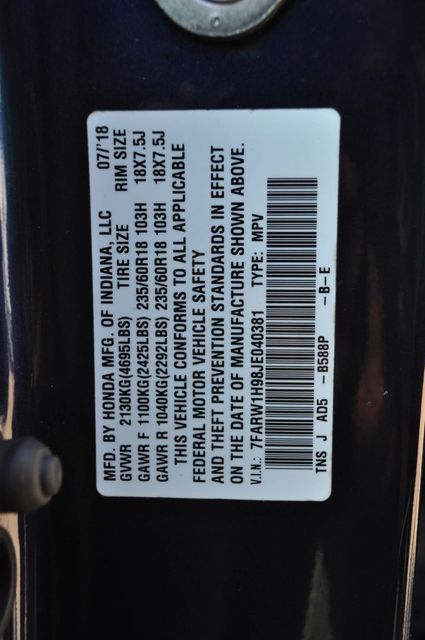 MFD. BY HONDA MFG. OF INDIANA, LLC 07/'18
GVWR 2130KG(4695LBS) TIRE SIZE RIM SIZE
GAWR F 1100KG(2425LBS) 235/60R18 103H 18X7.5J
GAWR R 1040KG(2292LBS) 235/60R18 103H 18X7.5J
THIS VEHICLE CONFORMS TO ALL APPLICABLE
FEDERAL MOTOR VEHICLE SAFETY
AND THEFT PREVENTION STANDARDS IN EFFECT
ON THE DATE OF MANUFACTURE SHOWN ABOVE.
V.I.N.: 7FARW1H98JE040381 TYPE: MPV
TNS J AD5 -B588P -B-E